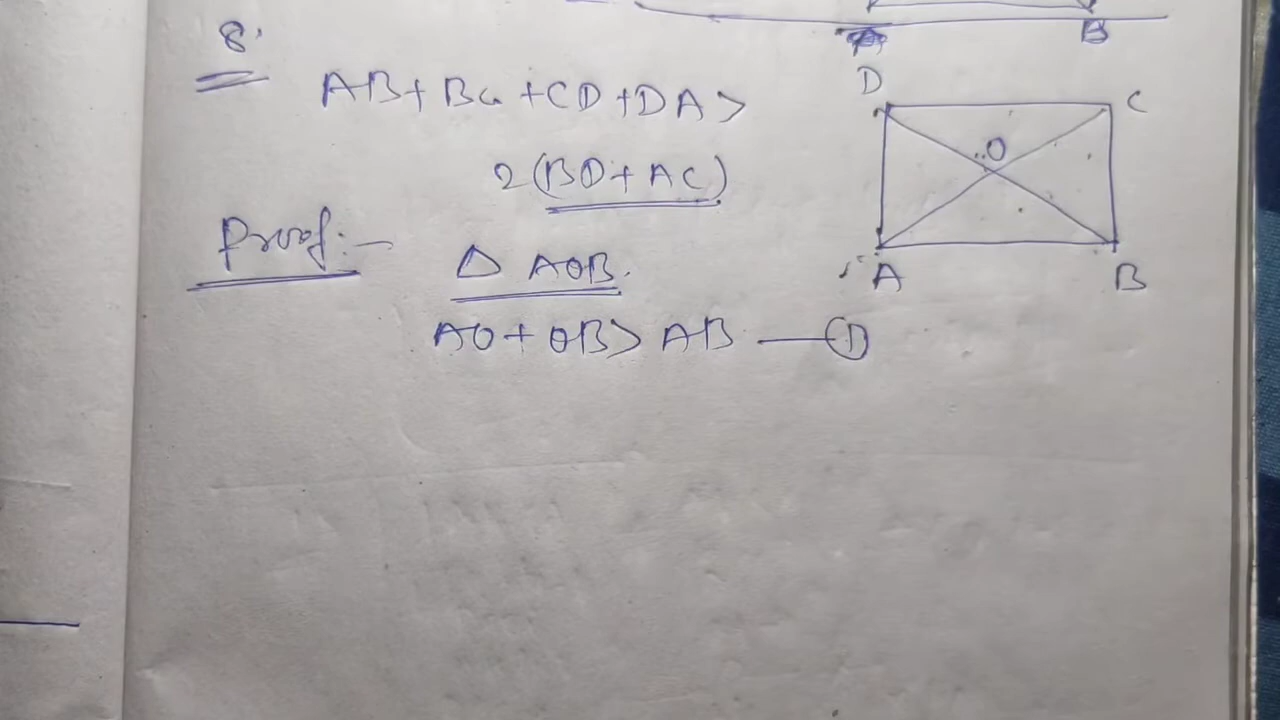 A B
8.
AB+BC+CD+DA>
2(BD+AC)
Proof:-
△ AOB.
AO+OB>AB —①
D C
O
A B